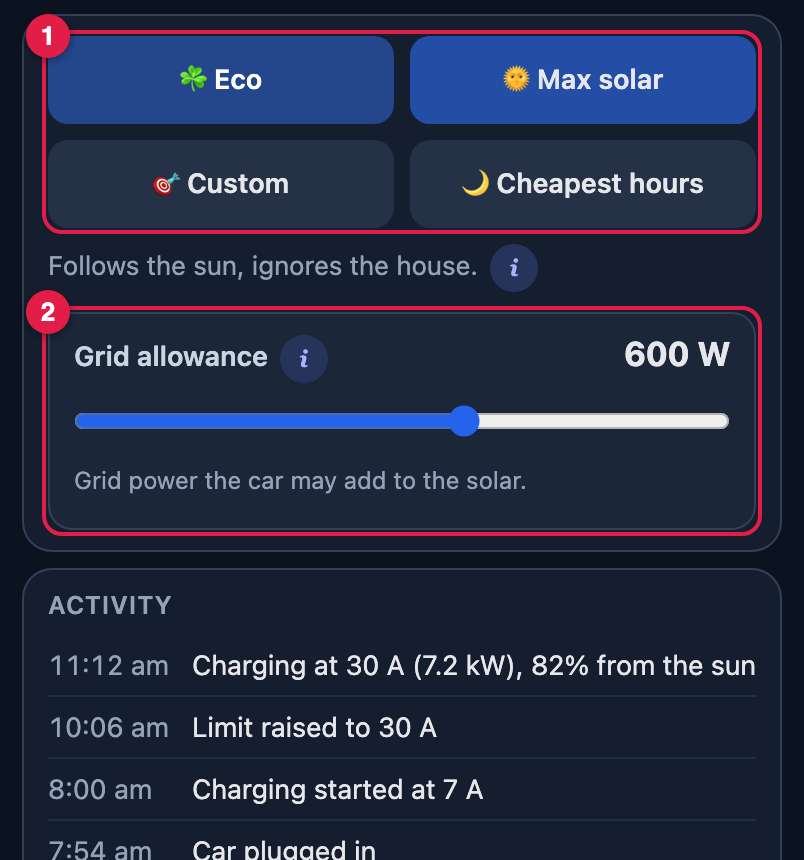 1
☘️ Eco
🌞 Max solar
🎯 Custom
🌙 Cheapest hours
Follows the sun, ignores the house. i
2
Grid allowance i 600 W
Grid power the car may add to the solar.
ACTIVITY
11:12 am Charging at 30 A (7.2 kW), 82% from the sun
10:06 am Limit raised to 30 A
8:00 am Charging started at 7 A
7:54 am Car plugged in